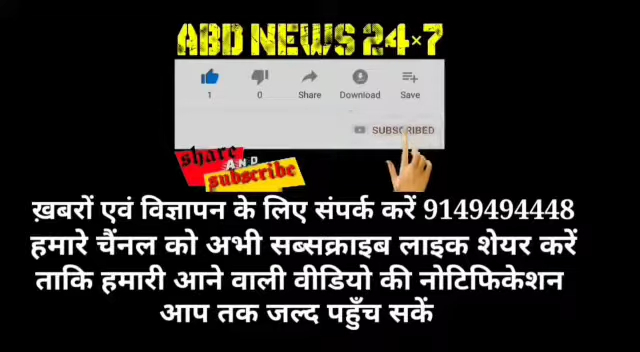 ABD NEWS 24×7
1 0 Share Download Save
SUBSCRIBED
share
AND
subscribe
ख़बरों एवं विज्ञापन के लिए संपर्क करें 9149494448
हमारे चैंनल को अभी सब्सक्राइब लाइक शेयर करें
ताकि हमारी आने वाली वीडियो की नोटिफिकेशन
आप तक जल्द पहुँच सकें